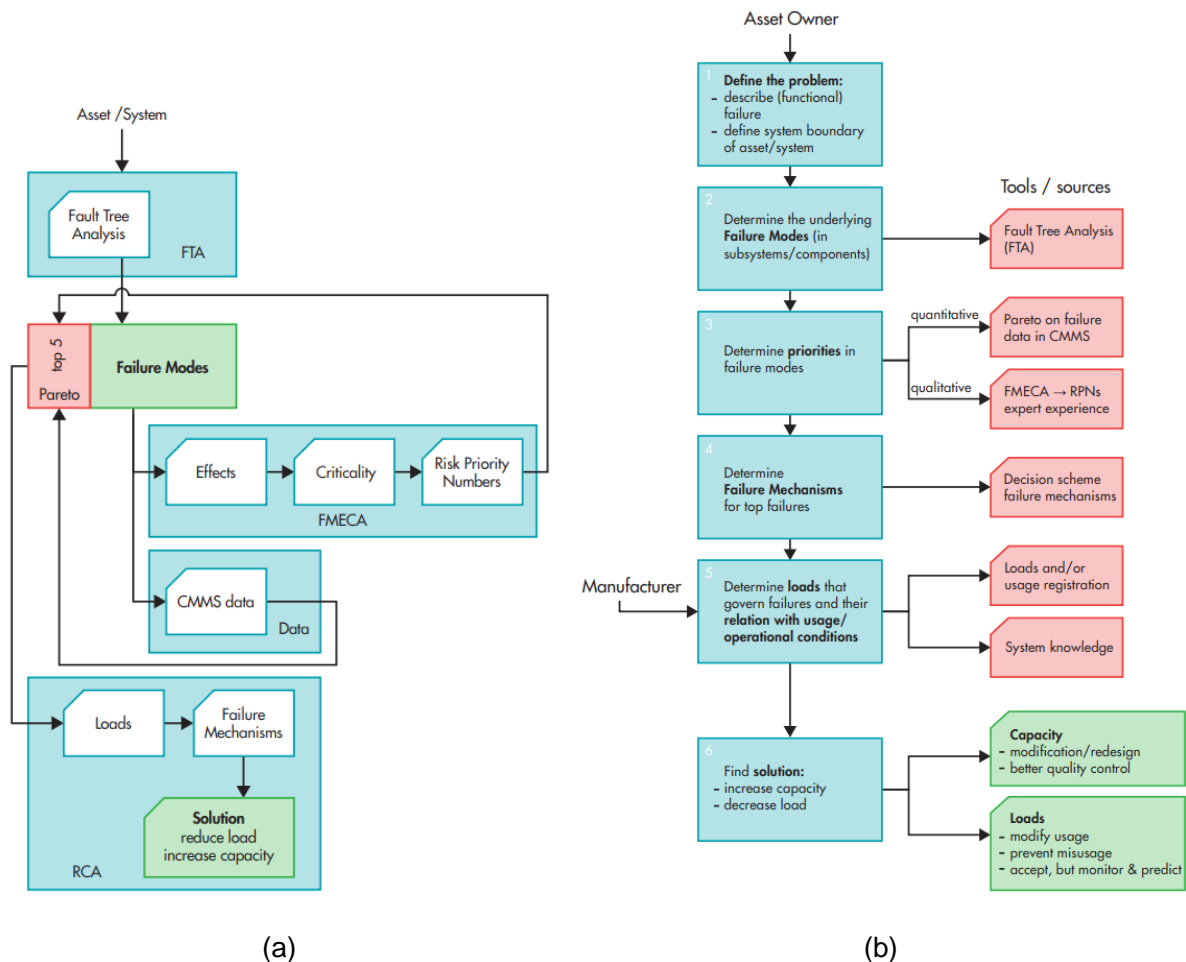 Asset /System
Fault Tree
Analysis
FTA
top 5
Pareto
Failure Modes
Effects
Criticality
Risk Priority
Numbers
FMECA
CMMS data
Data
Loads
Failure
Mechanisms
Solution
reduce load
increase capacity
RCA
(a)
Asset Owner
1
Define the problem:
- describe (functional)
failure
- define system boundary
of asset/system
Tools / sources
2
Determine the underlying
Failure Modes (in
subsystems/components)
Fault Tree Analysis
(FTA)
3
Determine priorities in
failure modes
quantitative
Pareto on failure
data in CMMS
qualitative
FMECA → RPNs
expert experience
4
Determine
Failure Mechanisms
for top failures
Decision scheme
failure mechanisms
Manufacturer
5
Determine loads that
govern failures and their
relation with usage/
operational conditions
Loads and/or
usage registration
System knowledge
6
Find solution:
- increase capacity
- decrease load
Capacity
- modification/redesign
- better quality control
Loads
- modify usage
- prevent misusage
- accept, but monitor & predict
(b)